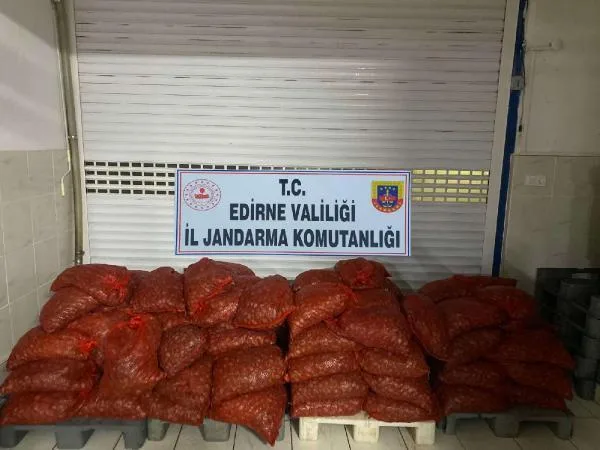 T.C.
EDİRNE VALİLİĞİ
İL JANDARMA KOMUTANLIĞI